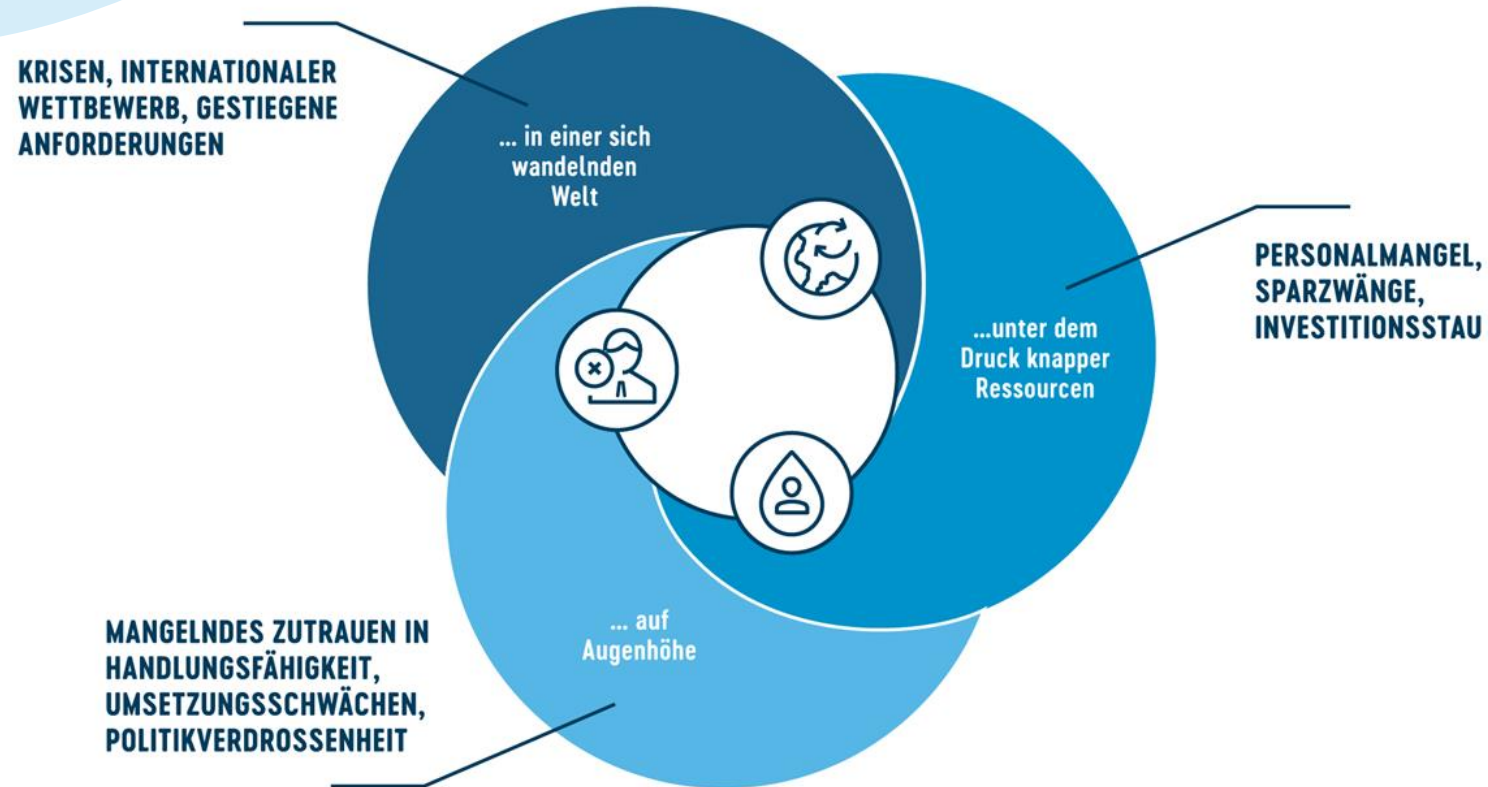 KRISEN, INTERNATIONALER
WETTBEWERB, GESTIEGENE
ANFORDERUNGEN
... in einer sich
wandelnden
Welt
PERSONALMANGEL,
SPARZWÄNGE,
INVESTITIONSSTAU
...unter dem
Druck knapper
Ressourcen
MANGELNDES ZUTRAUEN IN
HANDLUNGSFÄHIGKEIT,
UMSETZUNGSSCHWÄCHEN,
POLITIKVERDROSSENHEIT
... auf
Augenhöhe